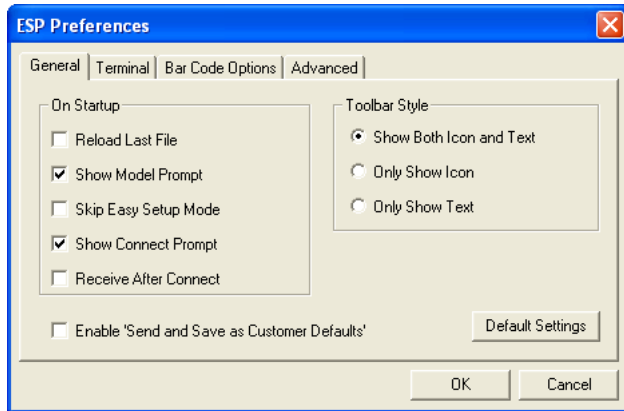 ESP Preferences
General
Terminal
Bar Code Options
Advanced
On Startup
Reload Last File
Show Model Prompt
Skip Easy Setup Mode
Show Connect Prompt
Receive After Connect
Toolbar Style
Show Both Icon and Text
Only Show Icon
Only Show Text
Enable 'Send and Save as Customer Defaults'
Default Settings
OK
Cancel